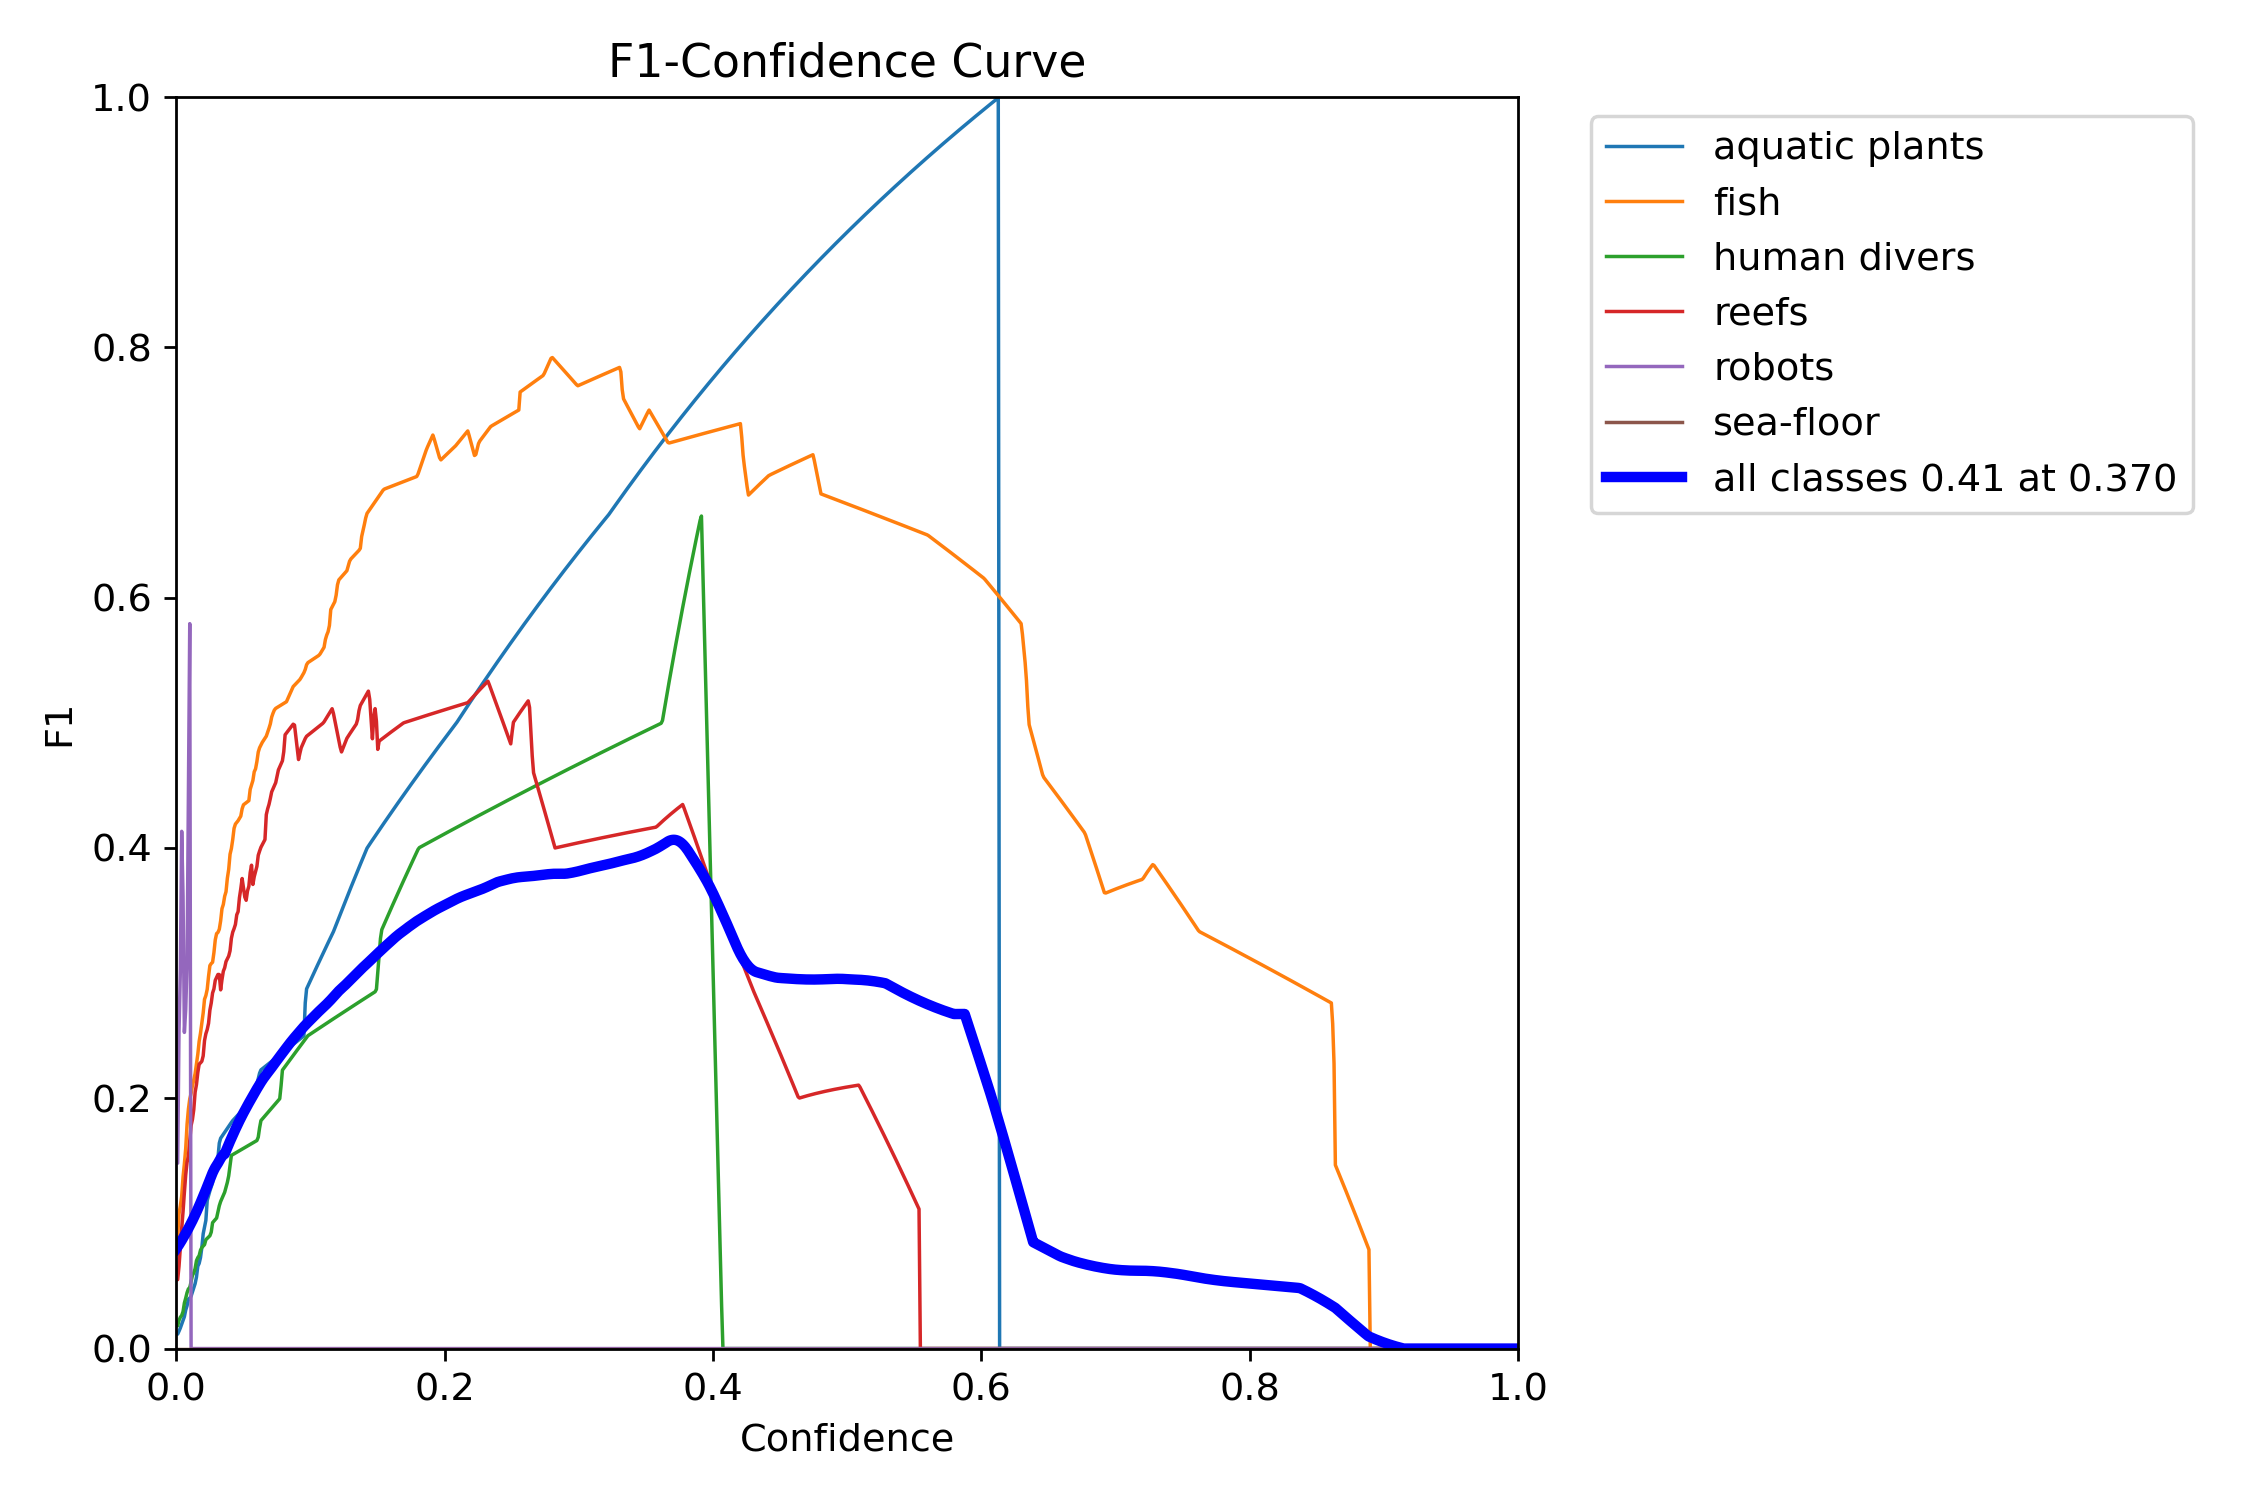 F1-Confidence Curve
1.0
0.8
0.6
0.4
0.2
0.0
F1
0.0
0.2
0.4
0.6
0.8
1.0
Confidence
aquatic plants
fish
human divers
reefs
robots
sea-floor
all classes 0.41 at 0.370